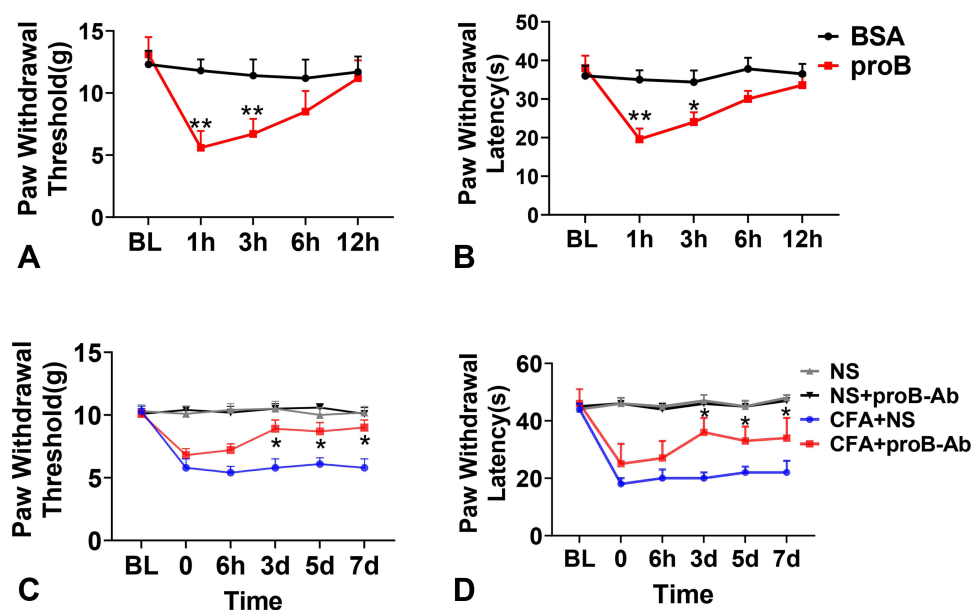 Paw Withdrawal
Threshold(g)
15
10
5
0
**
**
BL 1h 3h 6h 12h
A
Paw Withdrawal
Latency(s)
50
40
30
20
10
0
**
*
BL 1h 3h 6h 12h
B
BSA
proB
Paw Withdrawal
Threshold(g)
15
10
5
0
* * *
BL 0 6h 3d 5d 7d
Time
C
Paw Withdrawal
Latency(s)
60
40
20
0
* * *
BL 0 6h 3d 5d 7d
Time
D
NS
NS+proB-Ab
CFA+NS
CFA+proB-Ab